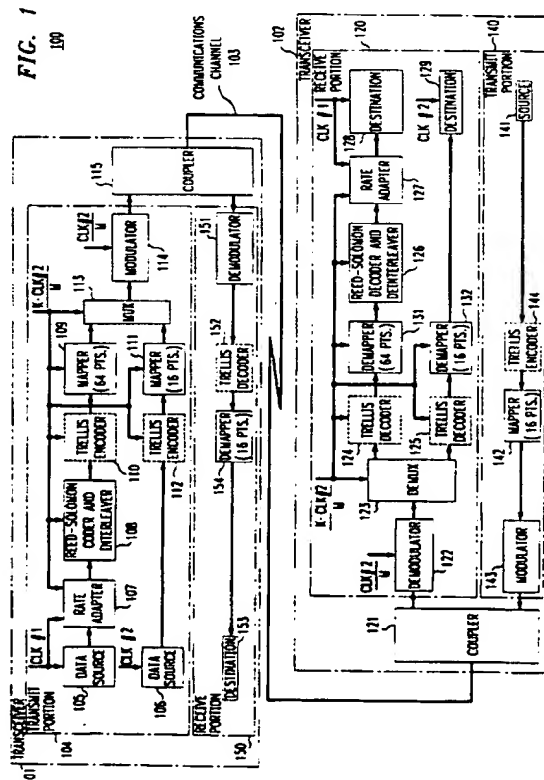 FIG. 1
100
TRANSCEIVER
101
TRANSMIT
PORTION
104
CLK #1
DATA
SOURCE
105
CLK #2
DATA
SOURCE
106
RATE
ADAPTER
107
REED-SOLOMON
CODER AND
INTERLEAVER
108
TRELLIS
ENCODER
110
TRELLIS
ENCODER
112
MAPPER
(64 PTS.)
109
MAPPER
(16 PTS.)
111
K·CLK#2
M
113
MUX
CLK#2
M
MODULATOR
114
115
COUPLER
RECEIVE
PORTION
150
DEMODULATOR
151
TRELLIS
DECODER
152
DEMAPPER
(16 PTS.)
154
DESTINATION
153
COMMUNICATIONS
CHANNEL
103
102
TRANSCEIVER
RECEIVE
PORTION
120
121
COUPLER
CLK#2
M
DEMODULATOR
122
K·CLK#2
M
DEMUX
123
TRELLIS
DECODER
124
TRELLIS
DECODER
125
DEMAPPER
(64 PTS.)
131
DEMAPPER
(16 PTS.)
132
REED-SOLOMON
DECODER AND
DEINTERLEAVER
126
RATE
ADAPTER
127
CLK #1
DESTINATION
128
CLK #2
129
DESTINATION
140
TRANSMIT
PORTION
SOURCE
141
TRELLIS
ENCODER
144
MAPPER
(16 PTS.)
142
MODULATOR
143